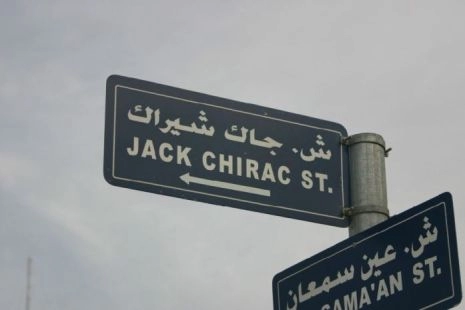 ش. جاك شيراك
JACK CHIRAC ST.
ش. عين سمعان
SAMA'AN ST.